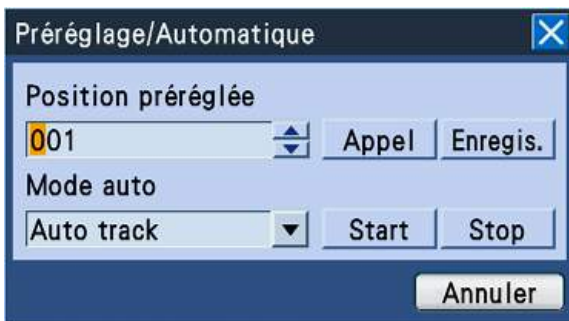 Préréglage/Automatique
Position préréglée
001 Appel Enregis.
Mode auto
Auto track Start Stop
Annuler